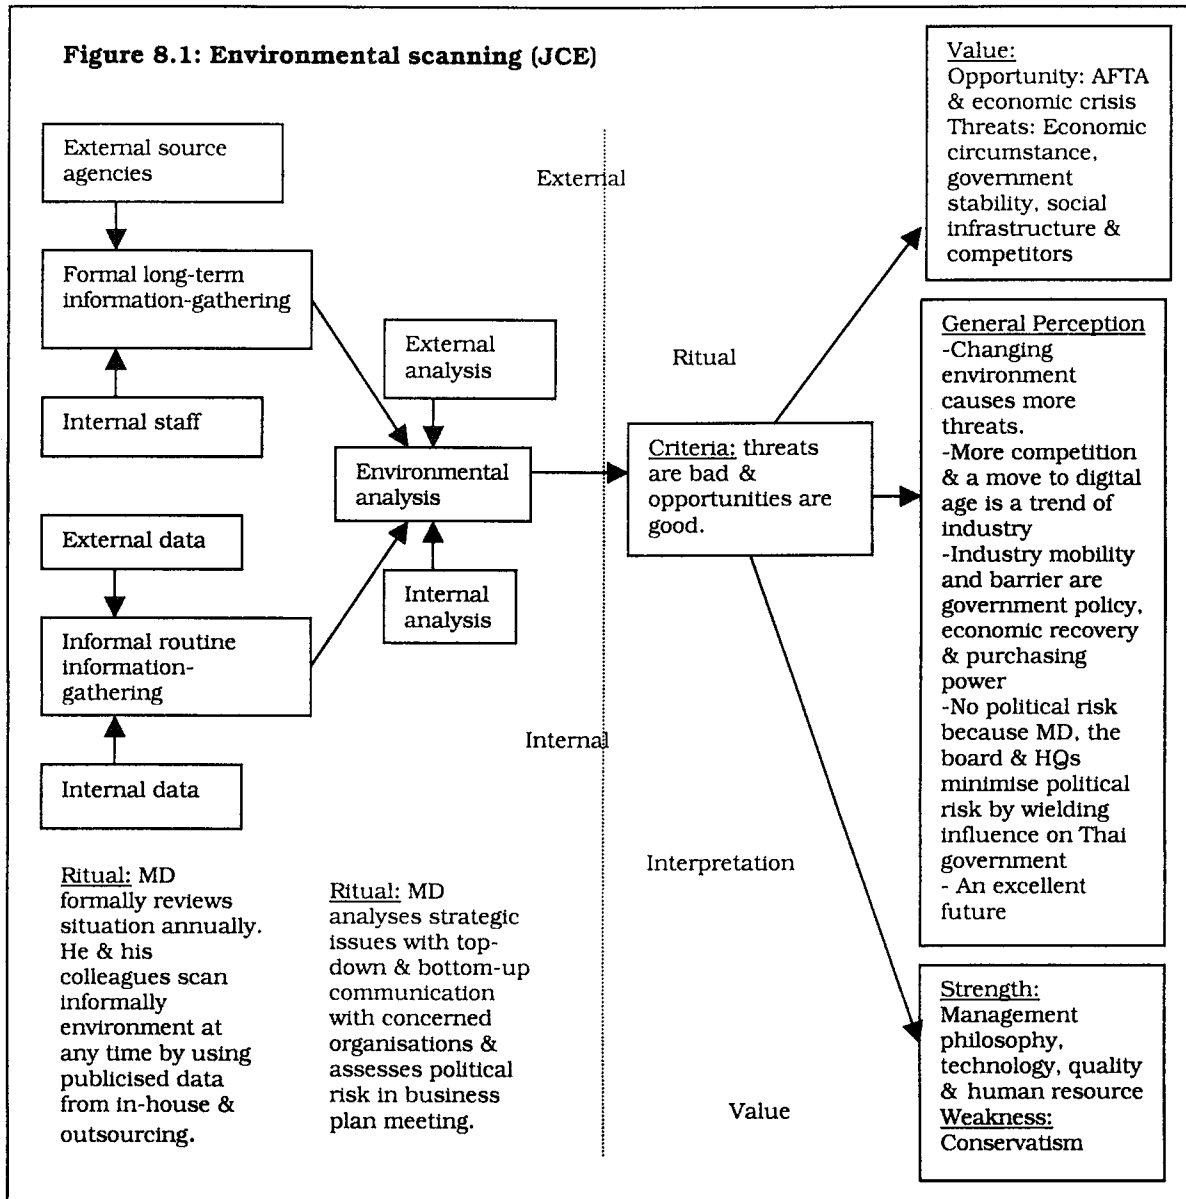 Figure 8.1: Environmental scanning (JCE)
External source
agencies
Formal long-term
information-gathering
Internal staff
External data
Informal routine
information-
gathering
Internal data
External
analysis
Environmental
analysis
Internal
analysis
Ritual: MD
formally reviews
situation annually.
He & his
colleagues scan
informally
environment at
any time by using
publicised data
from in-house &
outsourcing.
Ritual: MD
analyses strategic
issues with top-
down & bottom-up
communication
with concerned
organisations &
assesses political
risk in business
plan meeting.
External
Internal
Ritual
Criteria: threats
are bad &
opportunities are
good.
Interpretation
Value
Value:
Opportunity: AFTA
& economic crisis
Threats: Economic
circumstance,
government
stability, social
infrastructure &
competitors
General Perception
-Changing
environment
causes more
threats.
-More competition
& a move to digital
age is a trend of
industry
-Industry mobility
and barrier are
government policy,
economic recovery
& purchasing
power
-No political risk
because MD, the
board & HQs
minimise political
risk by wielding
influence on Thai
government
- An excellent
future
Strength:
Management
philosophy,
technology, quality
& human resource
Weakness:
Conservatism